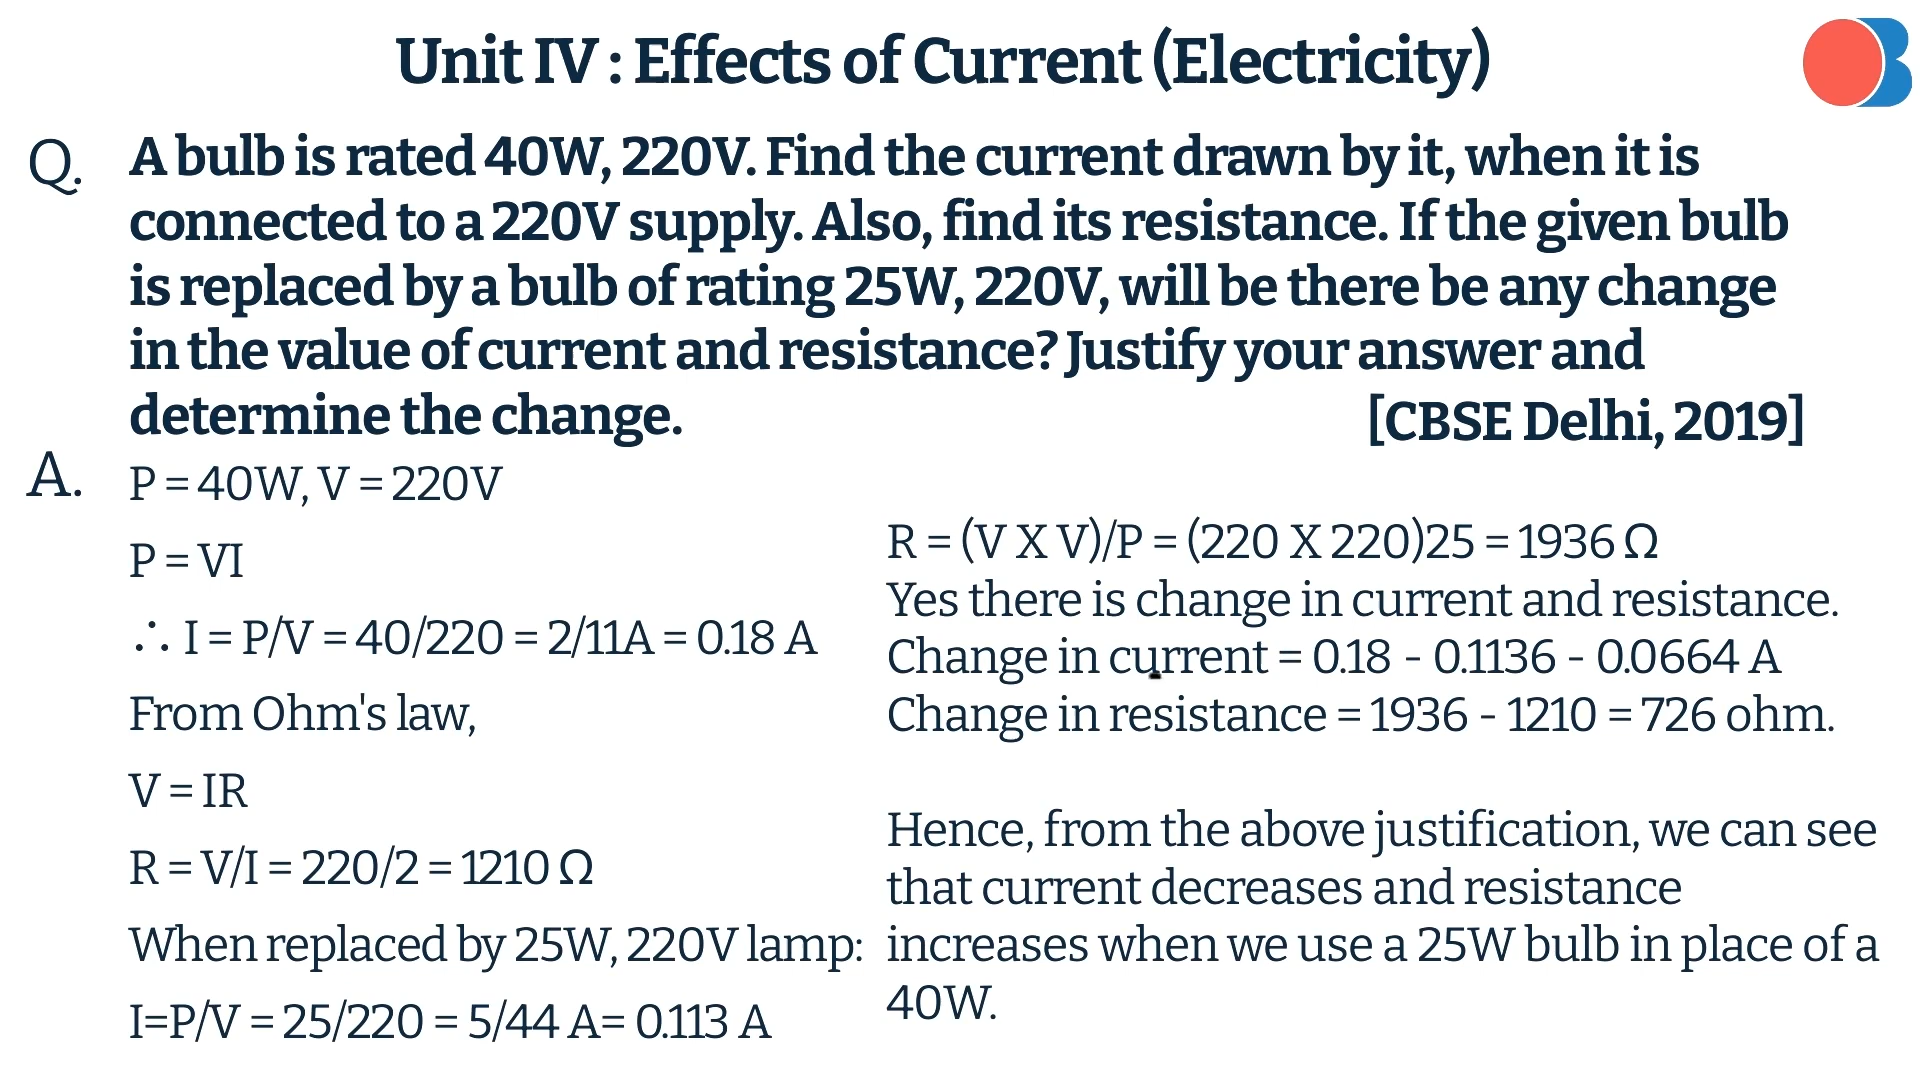 Unit IV : Effects of Current (Electricity)
Q. A bulb is rated 40W, 220V. Find the current drawn by it, when it is
connected to a 220V supply. Also, find its resistance. If the given bulb
is replaced by a bulb of rating 25W, 220V, will be there be any change
in the value of current and resistance? Justify your answer and
determine the change.
[CBSE Delhi, 2019]
A. P = 40W, V = 220V
P = VI
∴ I = P/V = 40/220 = 2/11A = 0.18 A
From Ohm's law,
V = IR
R = V/I = 220/2 = 1210 Ω
When replaced by 25W, 220V lamp:
I=P/V = 25/220 = 5/44 A= 0.113 A
R = (V X V)/P = (220 X 220)25 = 1936 Ω
Yes there is change in current and resistance.
Change in current = 0.18 - 0.1136 - 0.0664 A
Change in resistance = 1936 - 1210 = 726 ohm.
Hence, from the above justification, we can see
that current decreases and resistance
increases when we use a 25W bulb in place of a
40W.